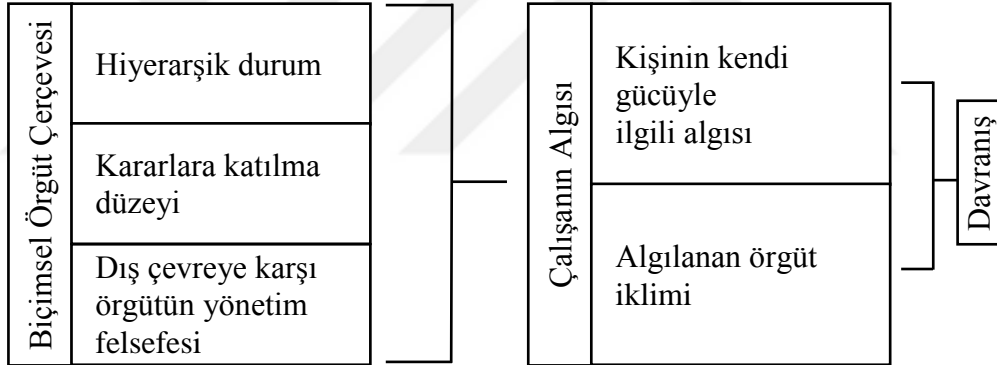 Biçimsel Örgüt Çerçevesi
Hiyerarşik durum
Kararlara katılma
düzeyi
Dış çevreye karşı
örgütün yönetim
felsefesi
Çalışanın Algısı
Kişinin kendi
gücüyle
ilgili algısı
Algılanan örgüt
iklimi
Davranış